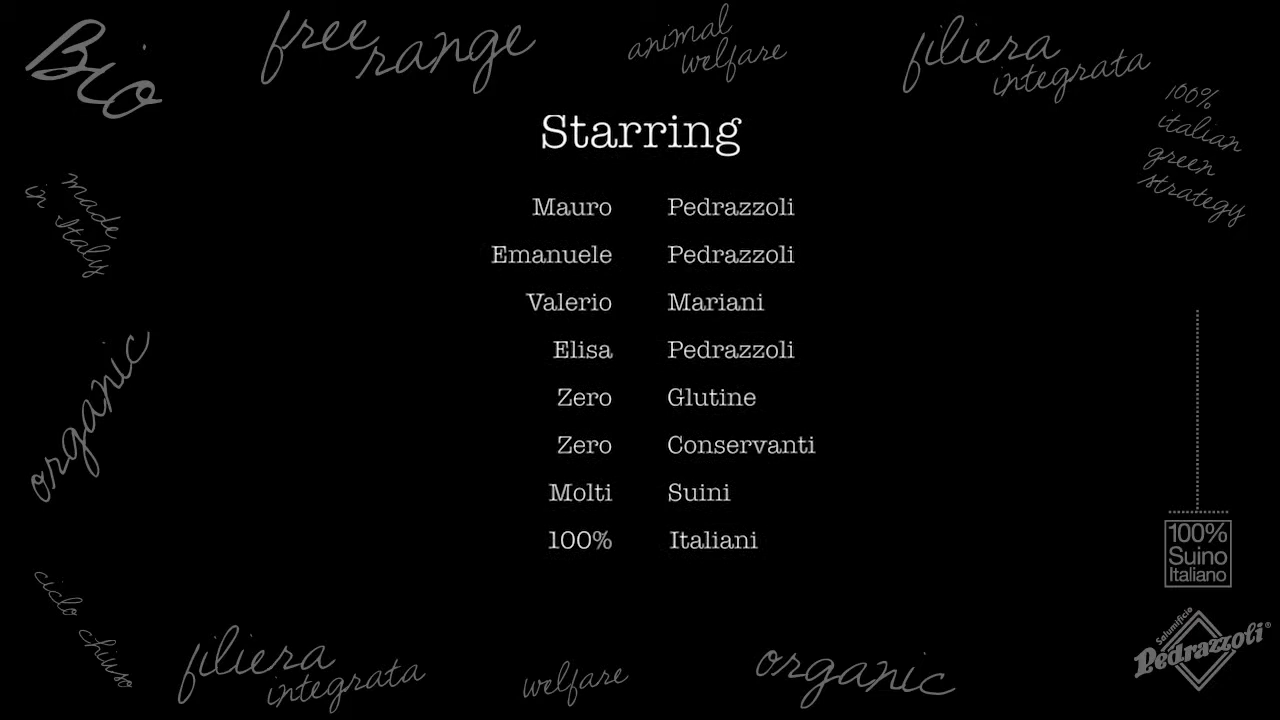 Bio
free
range
animal
welfare
filiera
integrata
100%
italian
green
strategy
made
in Italy
Starring
Mauro Pedrazzoli
Emanuele Pedrazzoli
Valerio Mariani
Elisa Pedrazzoli
Zero Glutine
Zero Conservanti
Molti Suini
100% Italiani
organic
100%
Suino
Italiano
ciclo chiuso
filiera
integrata
welfare
organic
Salumificio
Pedrazzoli®